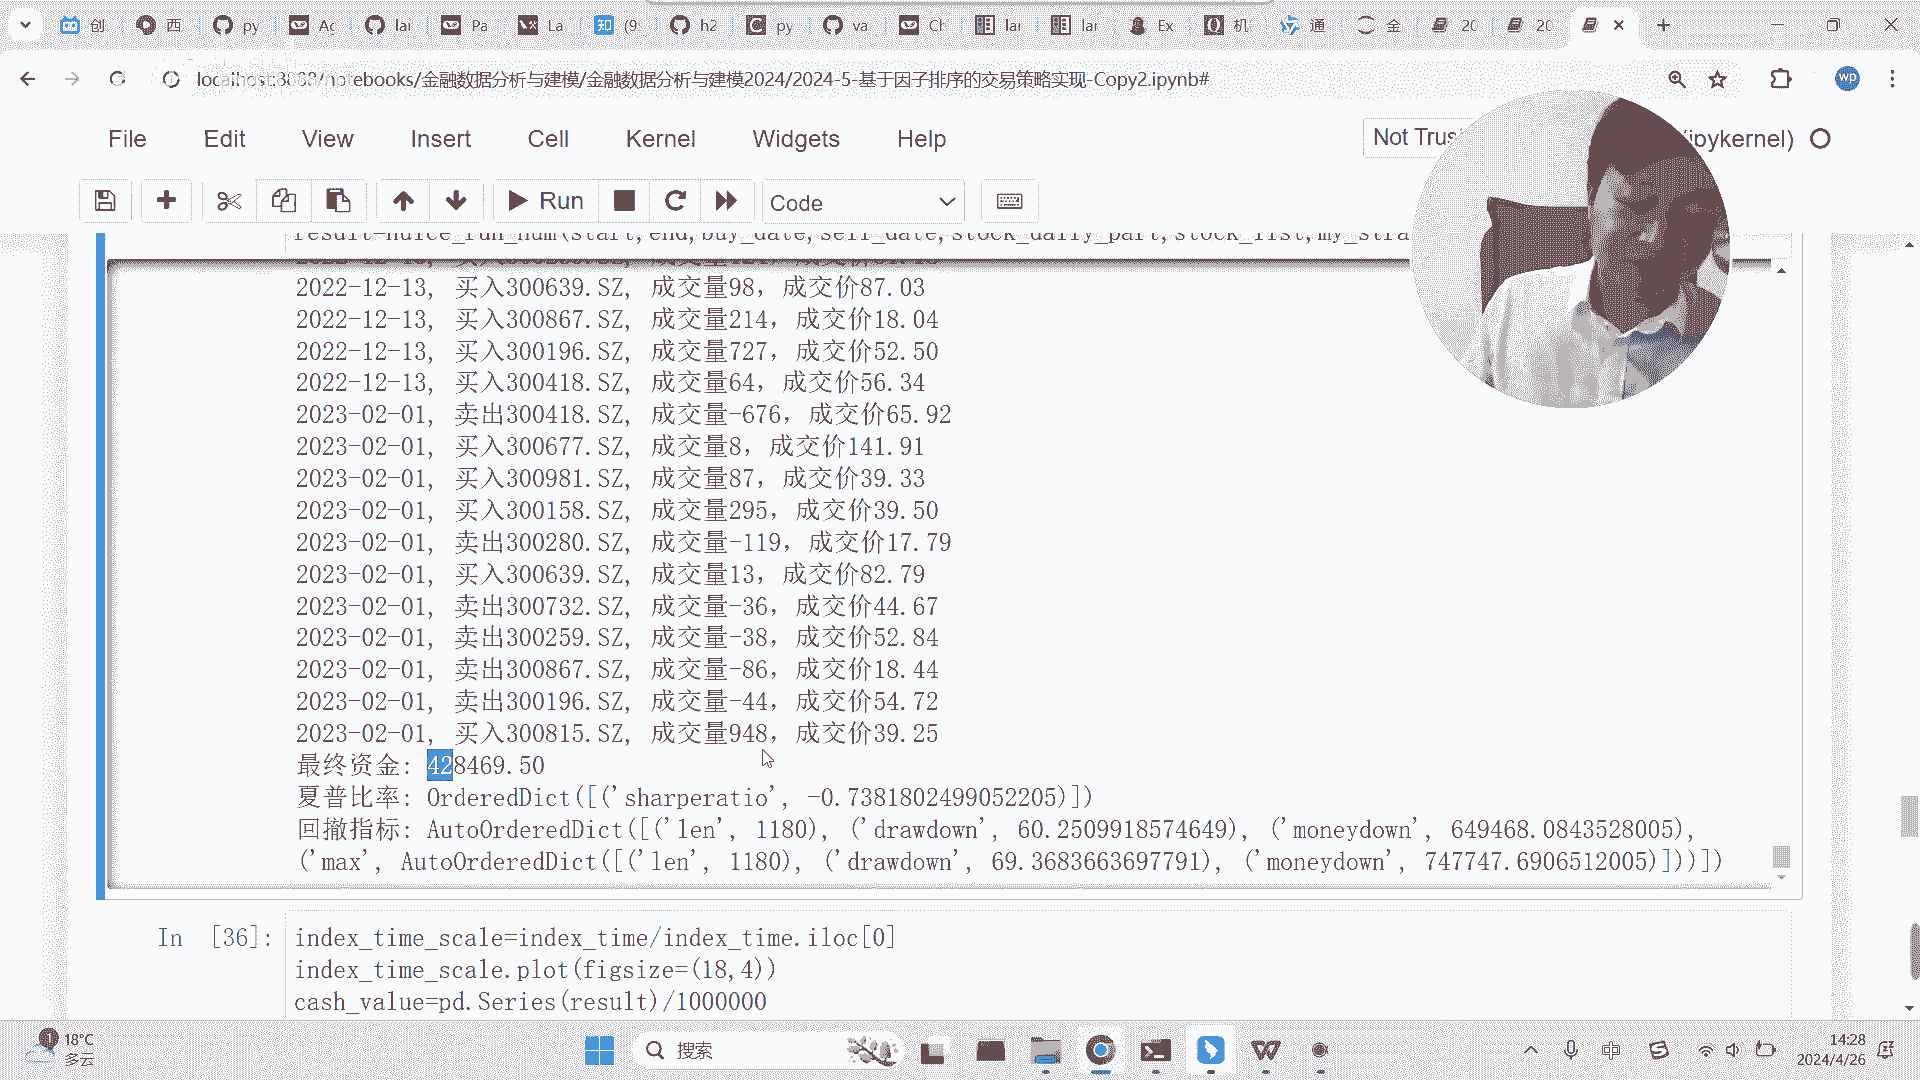 创
西
py
Ag
lar
Pa
La
(9
h2
py
va
Ch
lar
lar
Ex
机
通
金
20
20
localhost:8888/notebooks/金融数据分析与建模/金融数据分析与建模2024/2024-5-基于因子排序的交易策略实现-Copy2.ipynb#
wp
File Edit View Insert Cell Kernel Widgets Help
Not Trus
(ipykernel)
Run
Code
2022-12-13, 买入300639.SZ, 成交量98，成交价87.03
2022-12-13, 买入300867.SZ, 成交量214，成交价18.04
2022-12-13, 买入300196.SZ, 成交量727，成交价52.50
2022-12-13, 买入300418.SZ, 成交量64，成交价56.34
2023-02-01, 卖出300418.SZ, 成交量-676，成交价65.92
2023-02-01, 买入300677.SZ, 成交量8，成交价141.91
2023-02-01, 买入300981.SZ, 成交量87，成交价39.33
2023-02-01, 买入300158.SZ, 成交量295，成交价39.50
2023-02-01, 卖出300280.SZ, 成交量-119，成交价17.79
2023-02-01, 买入300639.SZ, 成交量13，成交价82.79
2023-02-01, 卖出300732.SZ, 成交量-36，成交价44.67
2023-02-01, 卖出300259.SZ, 成交量-38，成交价52.84
2023-02-01, 卖出300867.SZ, 成交量-86，成交价18.44
2023-02-01, 卖出300196.SZ, 成交量-44，成交价54.72
2023-02-01, 买入300815.SZ, 成交量948，成交价39.25
最终资金: 428469.50
夏普比率: OrderedDict([('sharperatio', -0.7381802499052205)])
回撤指标: AutoOrderedDict([('len', 1180), ('drawdown', 60.2509918574649), ('moneydown', 649468.0843528005),
('max', AutoOrderedDict([('len', 1180), ('drawdown', 69.3683663697791), ('moneydown', 747747.6906512005)]))])
In [36]:
index_time_scale=index_time/index_time.iloc[0]
index_time_scale.plot(figsize=(18,4))
cash_value=pd.Series(result)/1000000
1
18°C
多云
搜索
中
14:28
2024/4/26